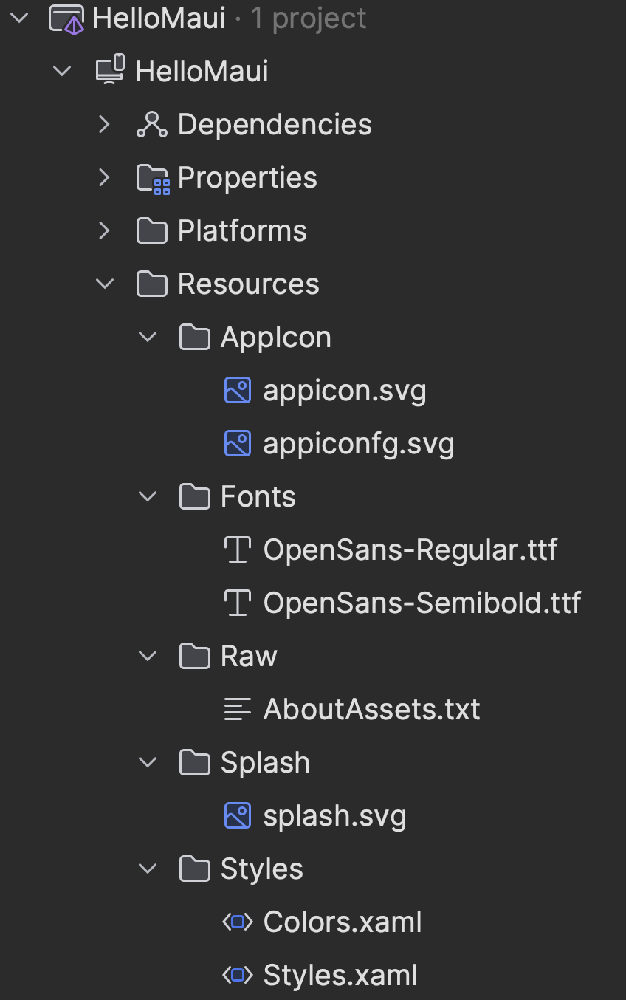 HelloMaui · 1 project
HelloMaui
Dependencies
Properties
Platforms
Resources
AppIcon
appicon.svg
appiconfg.svg
Fonts
OpenSans-Regular.ttf
OpenSans-Semibold.ttf
Raw
AboutAssets.txt
Splash
splash.svg
Styles
Colors.xaml
Styles.xaml